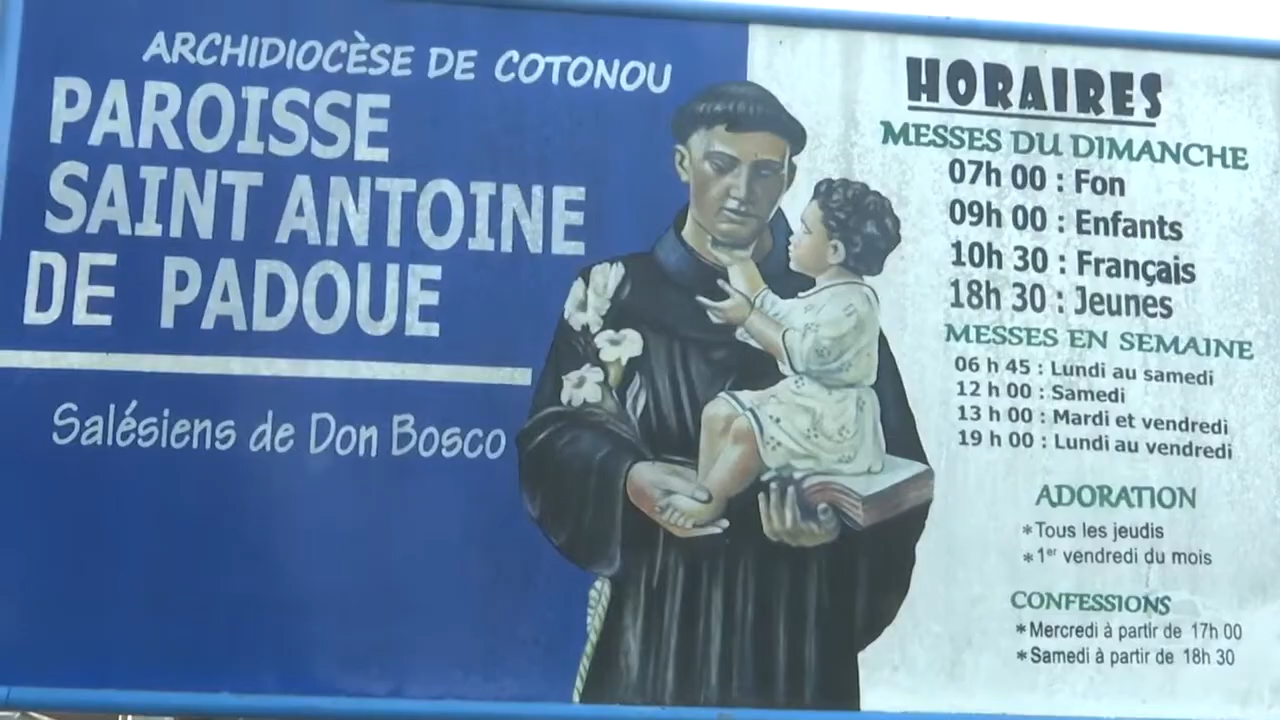 ARCHIDIOCÈSE DE COTONOU
PAROISSE
SAINT ANTOINE
DE PADOUE
Salésiens de Don Bosco
HORAIRES
MESSES DU DIMANCHE
07h 00 : Fon
09h 00 : Enfants
10h 30 : Français
18h 30 : Jeunes
MESSES EN SEMAINE
06 h 45 : Lundi au samedi
12 h 00 : Samedi
13 h 00 : Mardi et vendredi
19 h 00 : Lundi au vendredi
ADORATION
*Tous les jeudis
*1er vendredi du mois
CONFESSIONS
*Mercredi à partir de 17h 00
*Samedi à partir de 18h 30